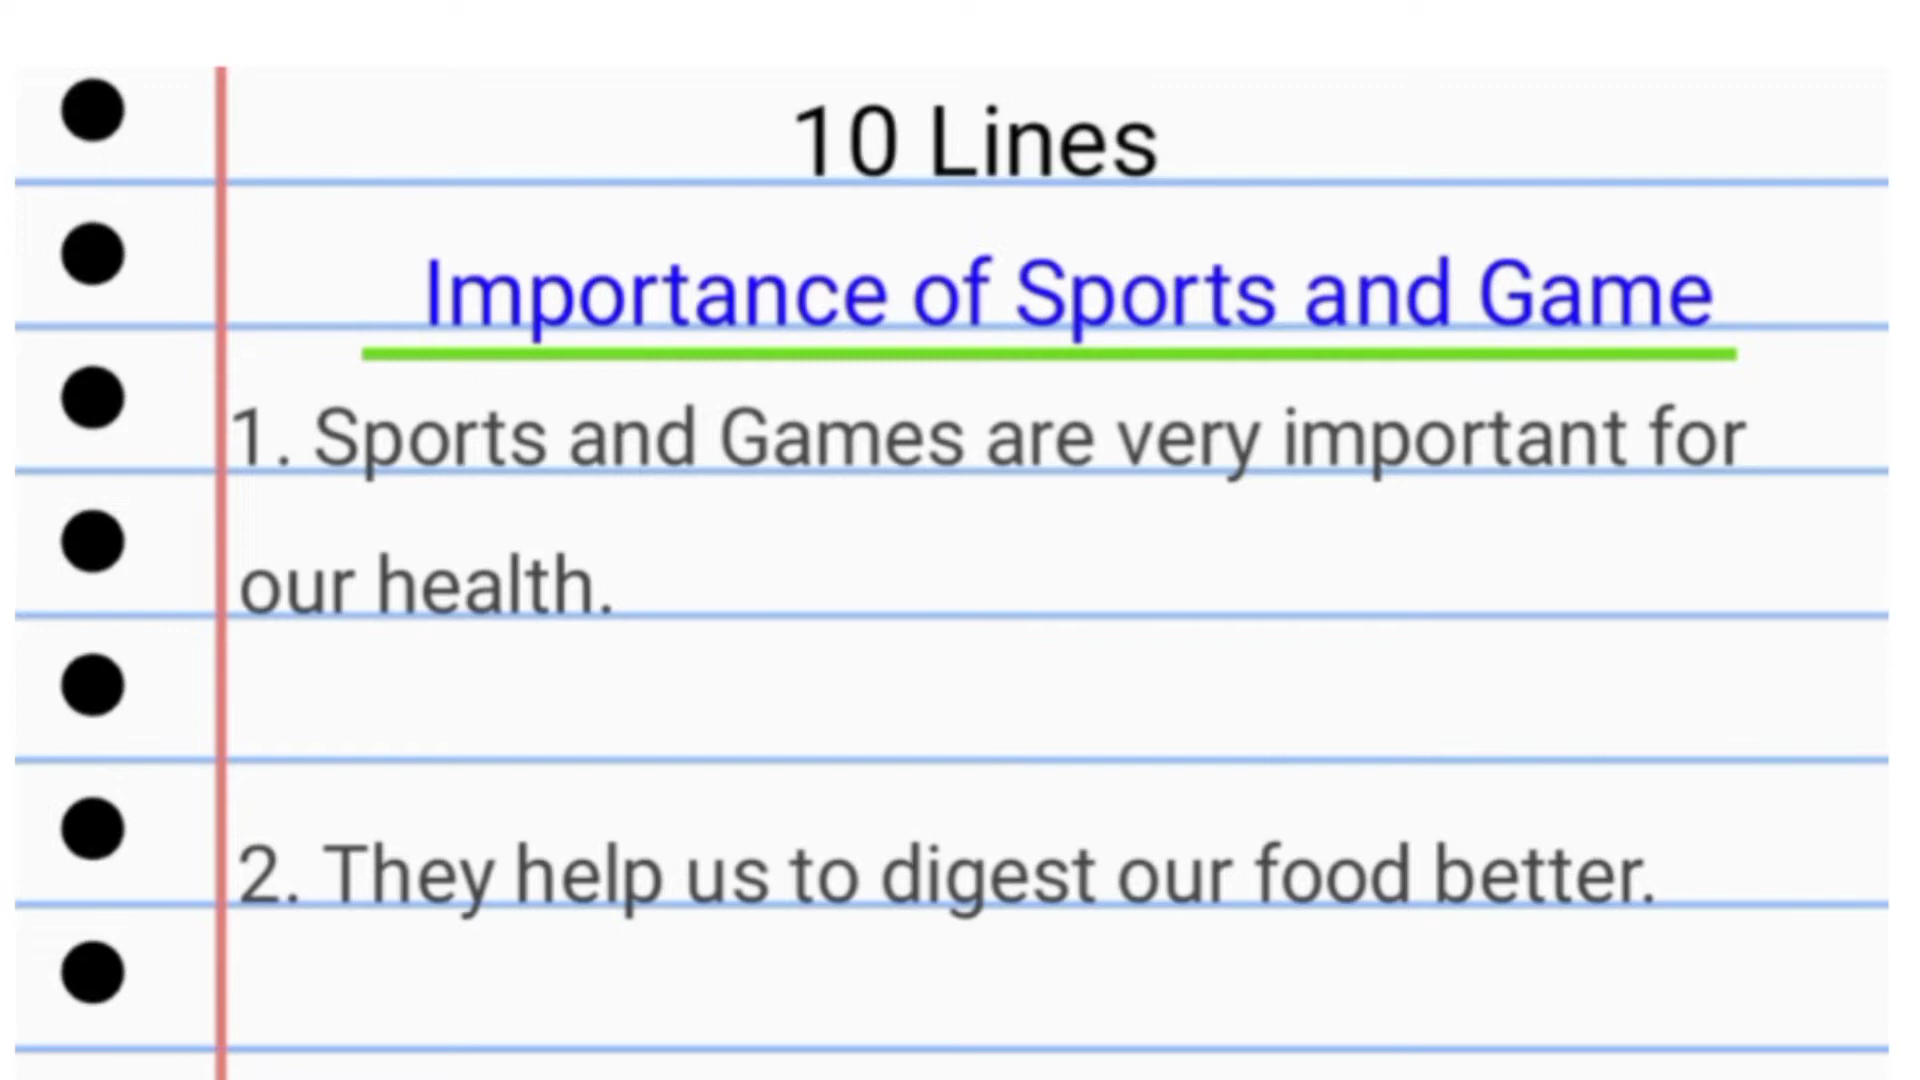 10 Lines
Importance of Sports and Game
1. Sports and Games are very important for
our health.
2. They help us to digest our food better.